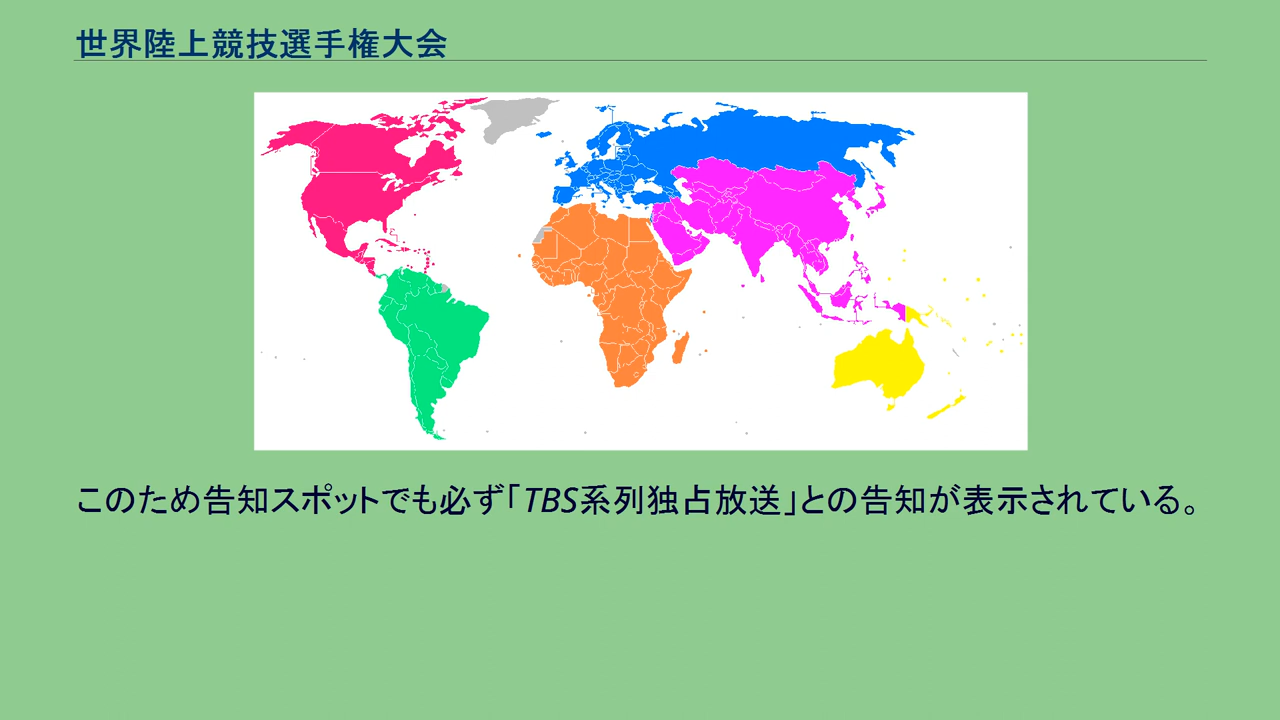 世界陸上競技選手権大会
このため告知スポットでも必ず「TBS系列独占放送」との告知が表示されている。